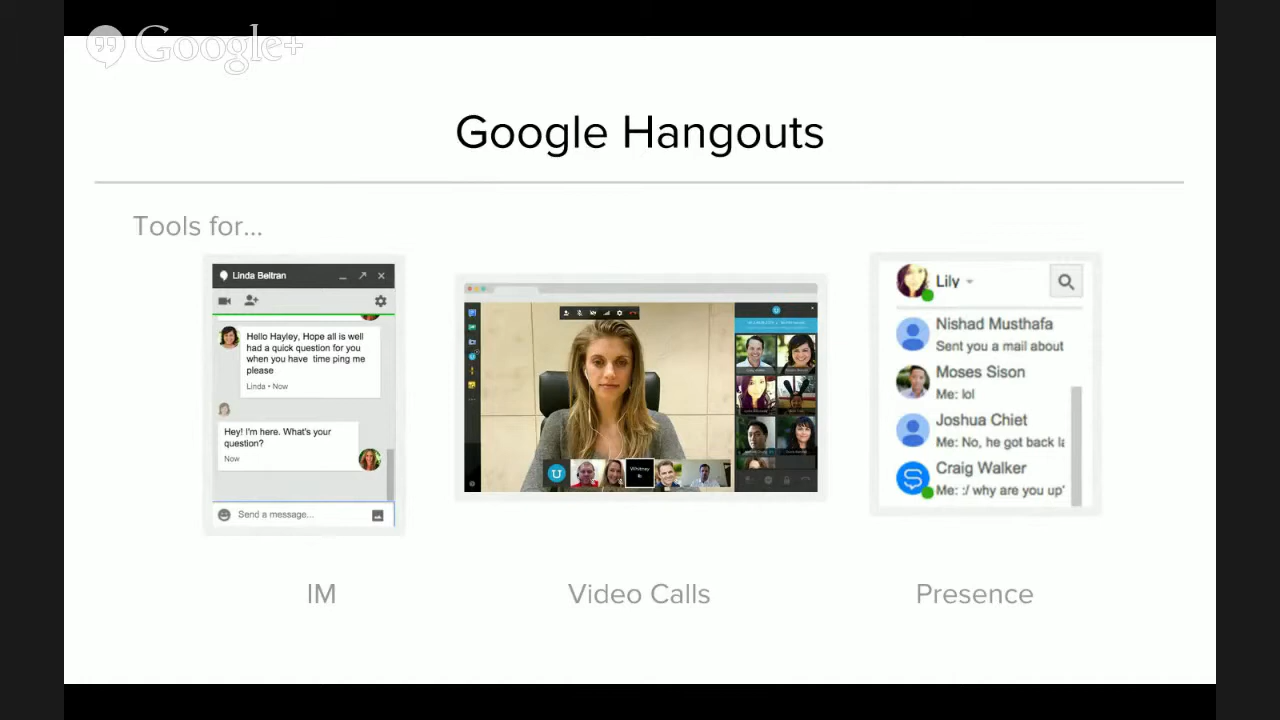 Google+
Google Hangouts
Tools for...
Linda Beltran
Hello Hayley, Hope all is well
had a quick question for you
when you have time ping me
please
Linda • Now
Hey! I'm here. What's your
question?
Now
Send a message...
Whitney
Lily
Nishad Musthafa
Sent you a mail about
Moses Sison
Me: lol
Joshua Chiet
Me: No, he got back la
Craig Walker
Me: :/ why are you up'
IM
Video Calls
Presence